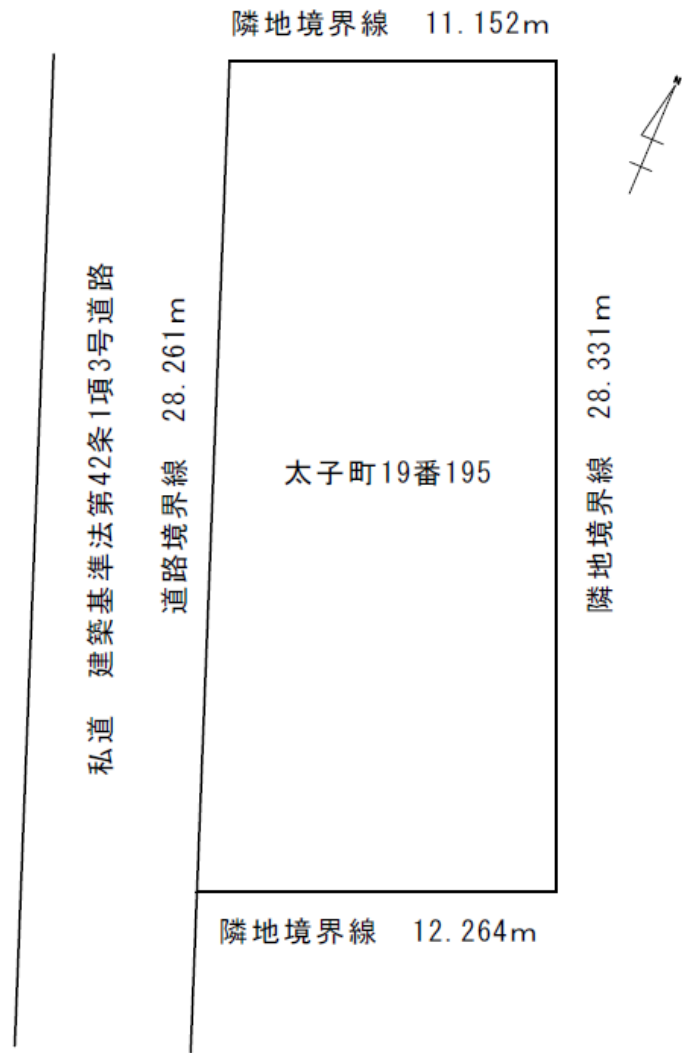 隣地境界線　11.152m
N
私道　建築基準法第42条1項3号道路
道路境界線　28.261m
太子町19番195
隣地境界線　28.331m
隣地境界線　12.264m